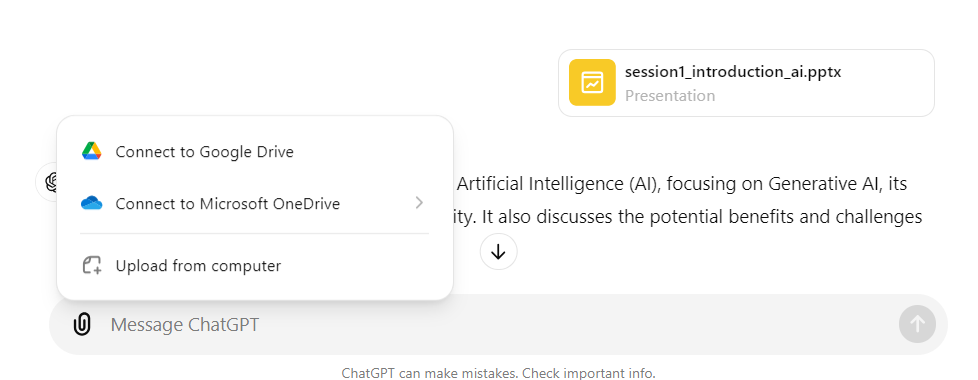 session1_introduction_ai.pptx
Presentation
Connect to Google Drive
Connect to Microsoft OneDrive
Upload from computer
Artificial Intelligence (AI), focusing on Generative AI, its
ity. It also discusses the potential benefits and challenges
Message ChatGPT
ChatGPT can make mistakes. Check important info.